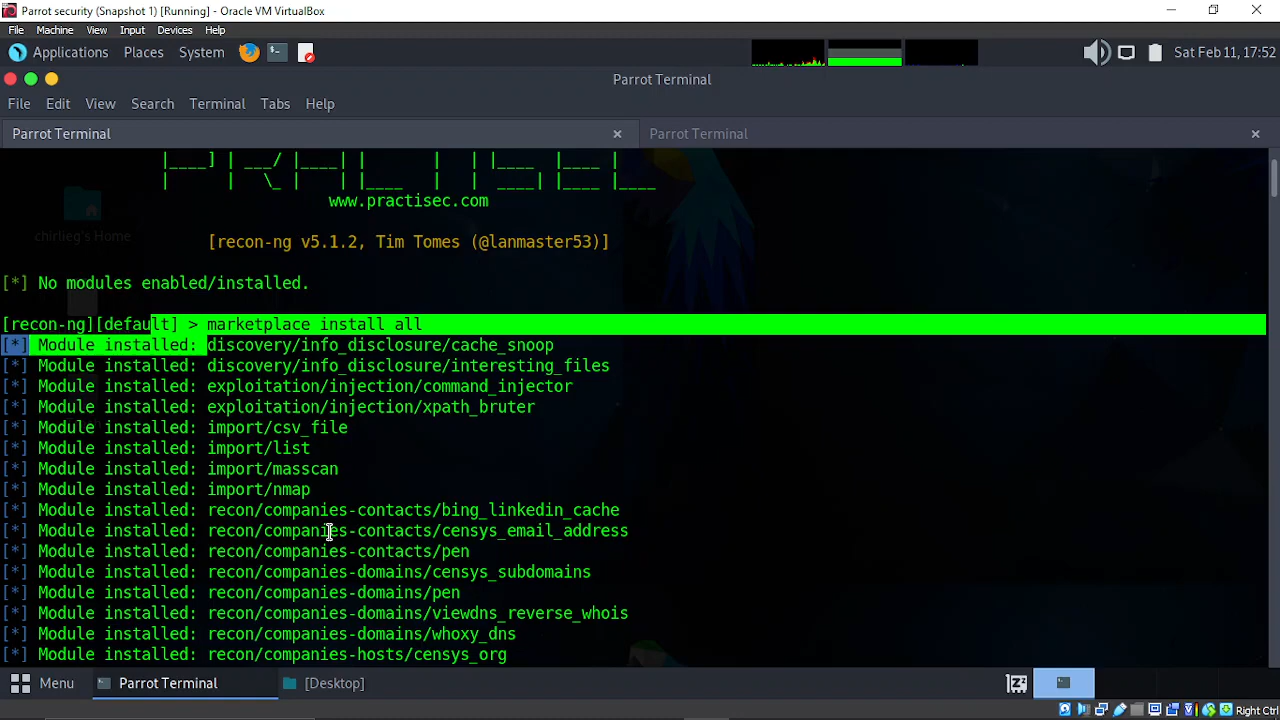 Parrot security (Snapshot 1) [Running] - Oracle VM VirtualBox
File Machine View Input Devices Help
Applications Places System Sat Feb 11, 17:52
Parrot Terminal
File Edit View Search Terminal Tabs Help
Parrot Terminal × Parrot Terminal ×
www.practisec.com
chirlieg's Home
[recon-ng v5.1.2, Tim Tomes (@lanmaster53)]
[*] No modules enabled/installed.
[recon-ng][default] > marketplace install all
[*] Module installed: discovery/info_disclosure/cache_snoop
[*] Module installed: discovery/info_disclosure/interesting_files
[*] Module installed: exploitation/injection/command_injector
[*] Module installed: exploitation/injection/xpath_bruter
[*] Module installed: import/csv_file
[*] Module installed: import/list
[*] Module installed: import/masscan
[*] Module installed: import/nmap
[*] Module installed: recon/companies-contacts/bing_linkedin_cache
[*] Module installed: recon/companies-contacts/censys_email_address
[*] Module installed: recon/companies-contacts/pen
[*] Module installed: recon/companies-domains/censys_subdomains
[*] Module installed: recon/companies-domains/pen
[*] Module installed: recon/companies-domains/viewdns_reverse_whois
[*] Module installed: recon/companies-domains/whoxy_dns
[*] Module installed: recon/companies-hosts/censys_org
Menu Parrot Terminal [Desktop]
Right Ctrl